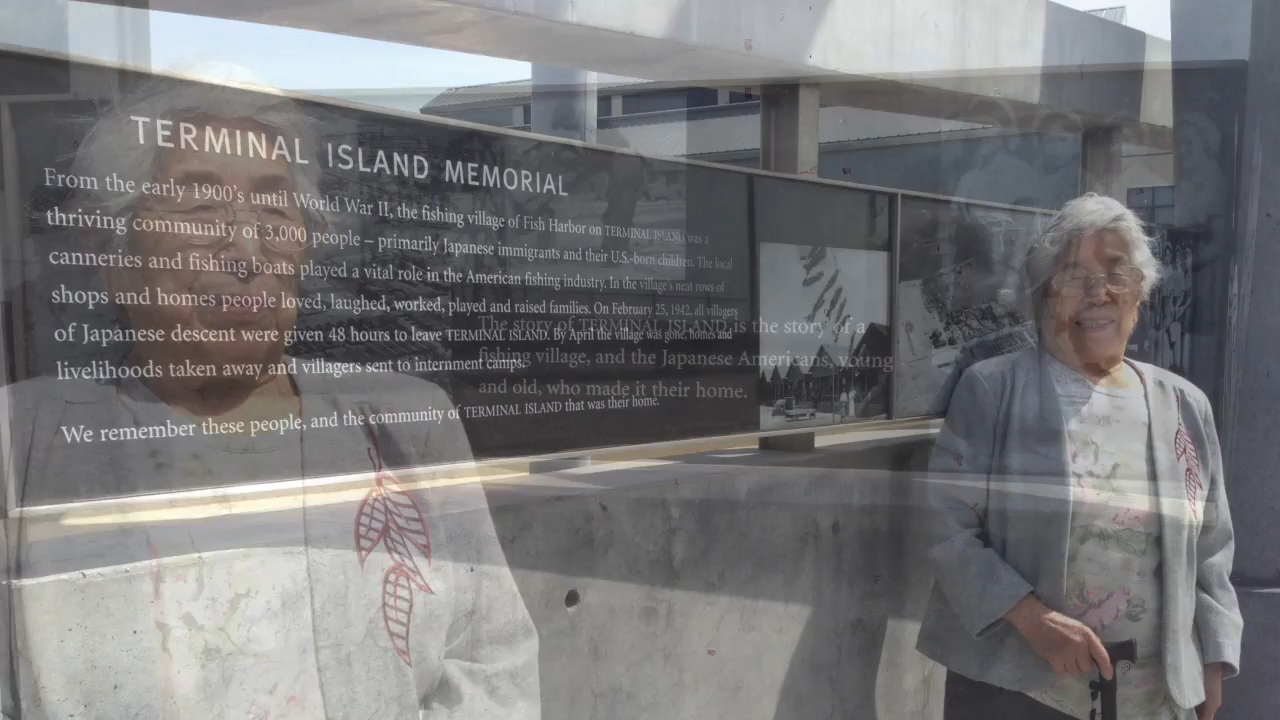 TERMINAL ISLAND MEMORIAL
From the early 1900's until World War II, the fishing village of Fish Harbor on TERMINAL ISLAND was a
thriving community of 3,000 people – primarily Japanese immigrants and their U.S.-born children. The local
canneries and fishing boats played a vital role in the American fishing industry. In the village's neat rows of
shops and homes people loved, laughed, worked, played and raised families. On February 25, 1942, all villagers
of Japanese descent were given 48 hours to leave TERMINAL ISLAND. By April the village was gone, homes and
livelihoods taken away and villagers sent to internment camps.
We remember these people, and the community of TERMINAL ISLAND that was their home.
The story of TERMINAL ISLAND is the story of a
fishing village, and the Japanese Americans, young
and old, who made it their home.